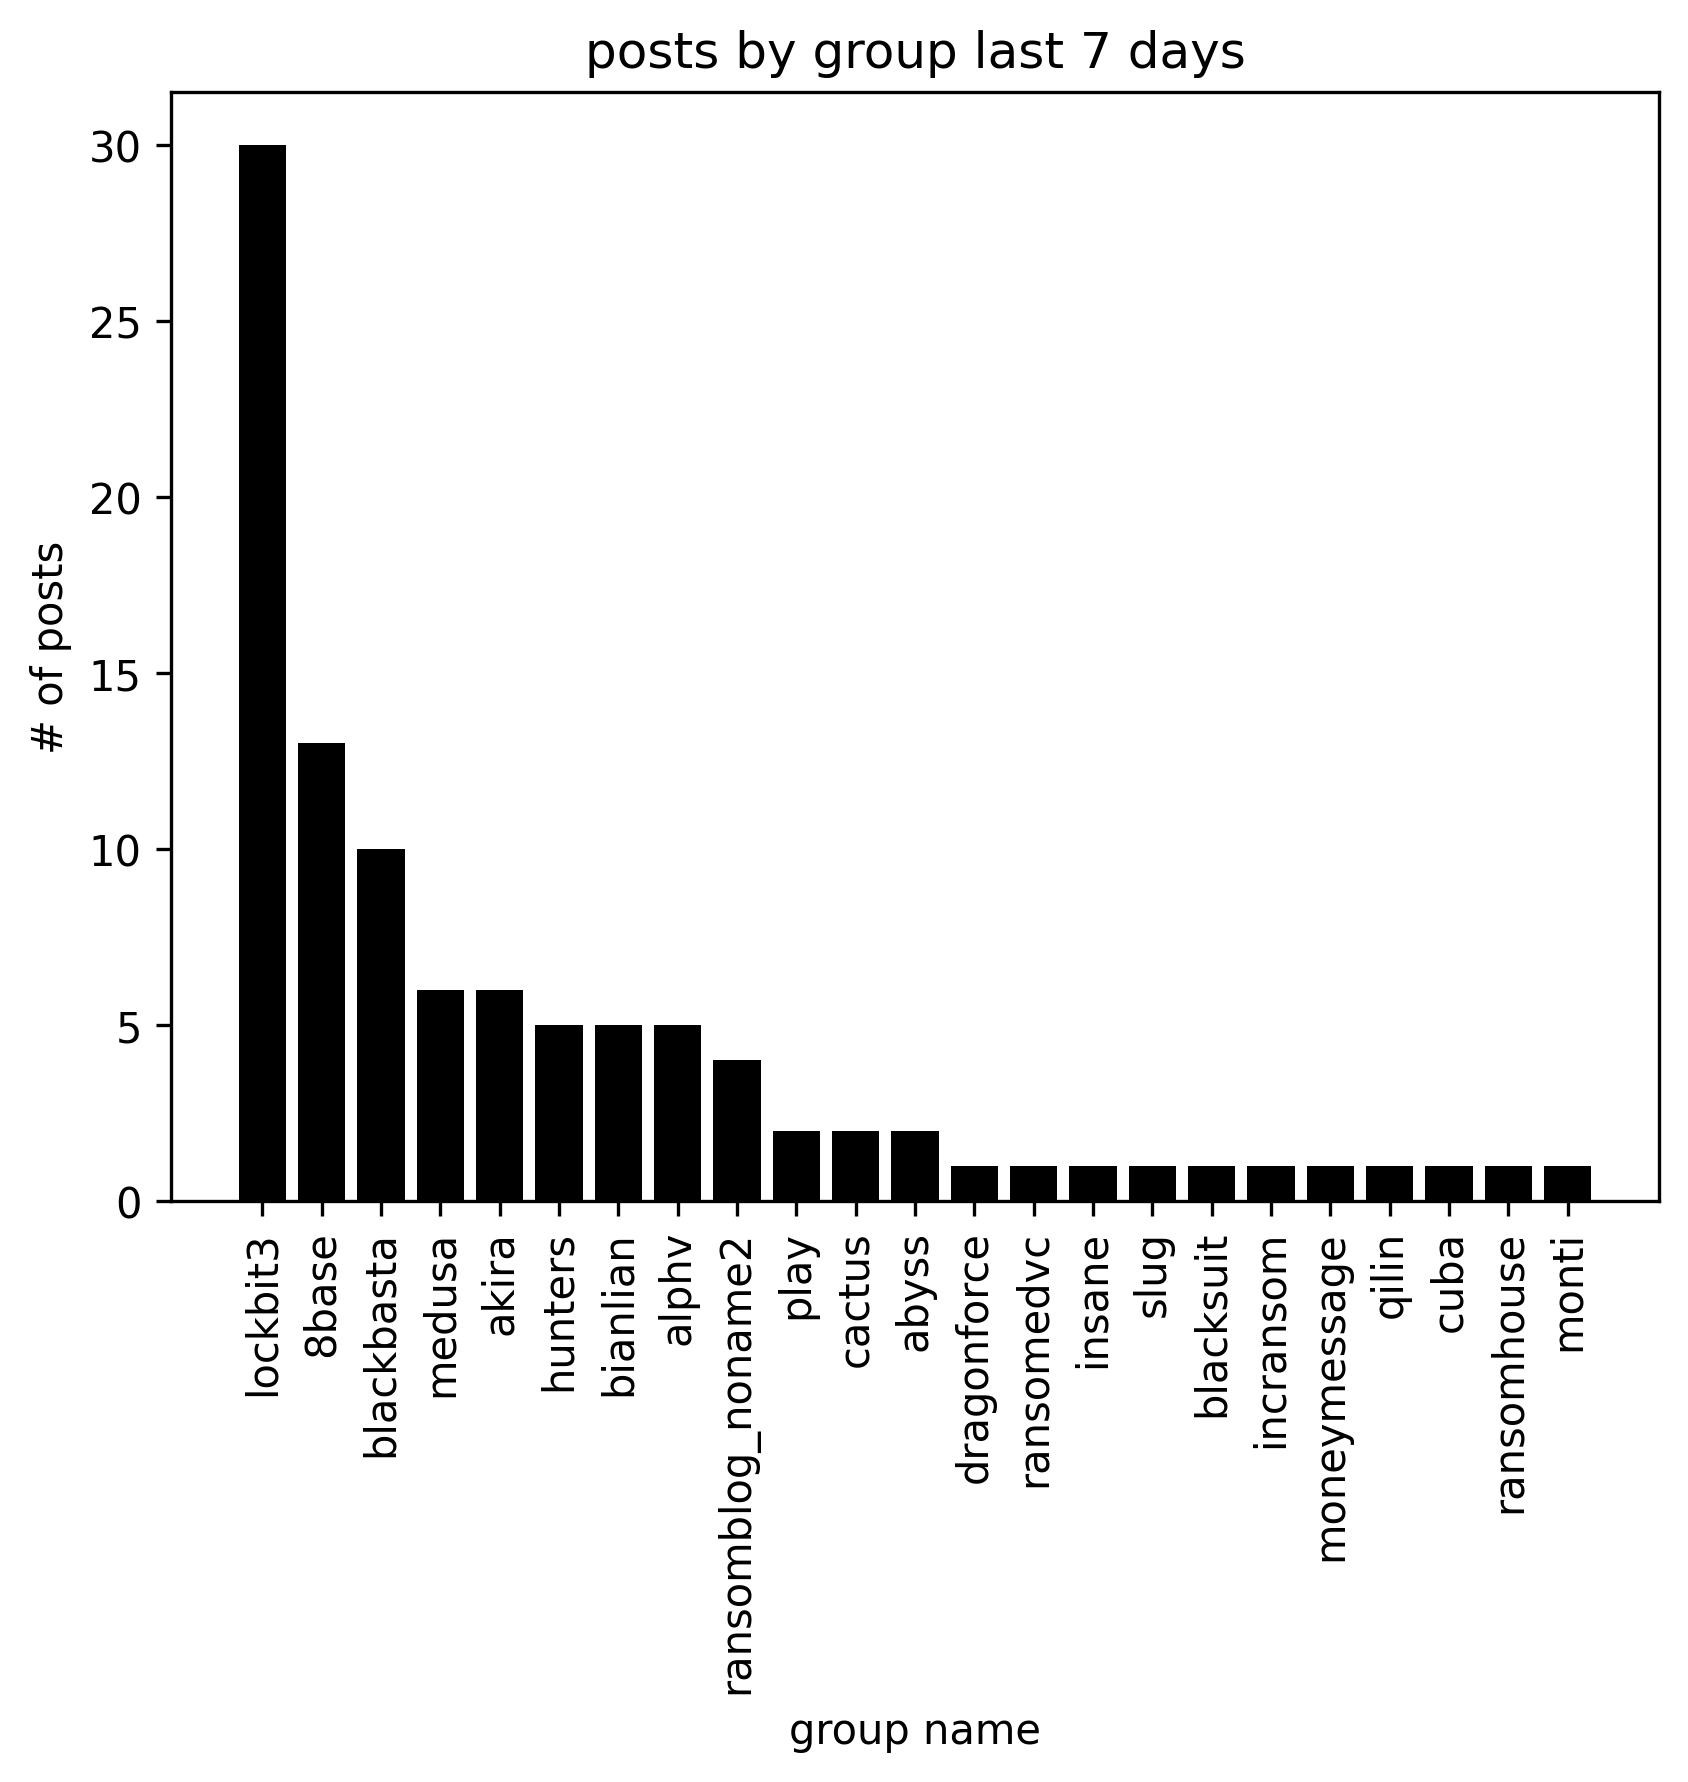 posts by group last 7 days
# of posts
30
25
20
15
10
5
0
lockbit3
8base
blackbasta
medusa
akira
hunters
bianlian
alphv
ransomblog_noname2
play
cactus
abyss
dragonforce
ransomedvc
insane
slug
blacksuit
incransom
moneymessage
qilin
cuba
ransomhouse
monti
group name